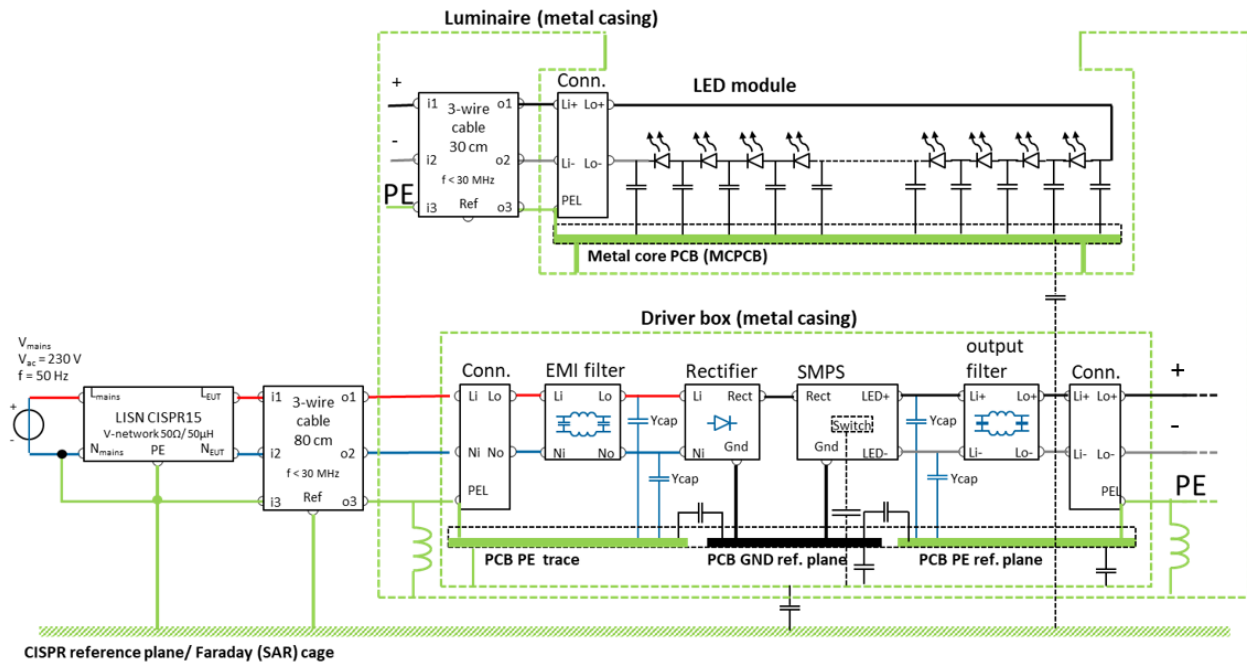 Luminaire (metal casing)
Conn.
LED module
+
-
PE
i1 o1
3-wire
cable
30 cm
i2 o2
f < 30 MHz
Ref
i3 o3
Li+ Lo+
Li- Lo-
PEL
Metal core PCB (MCPCB)
Driver box (metal casing)
Vmains
Vac = 230 V
f = 50 Hz
+
-
Lmains LEUT
LISN CISPR15
V-network 50Ω/ 50µH
Nmains PE NEUT
i1 o1
3-wire
cable
80 cm
i2 o2
f < 30 MHz
Ref
i3 o3
Conn.
Li Lo
Ni No
PEL
EMI filter
Li Lo
Ni No
Ycap
Ycap
Rectifier
Li Rect
Gnd
Ni
SMPS
Rect LED+
Switch
Gnd LED-
Ycap
Ycap
output
filter
Li+ Lo+
Li- Lo-
Conn.
Li+ Lo+
Li- Lo-
PEL
+
-
PE
PCB PE trace
PCB GND ref. plane
PCB PE ref. plane
CISPR reference plane/ Faraday (SAR) cage